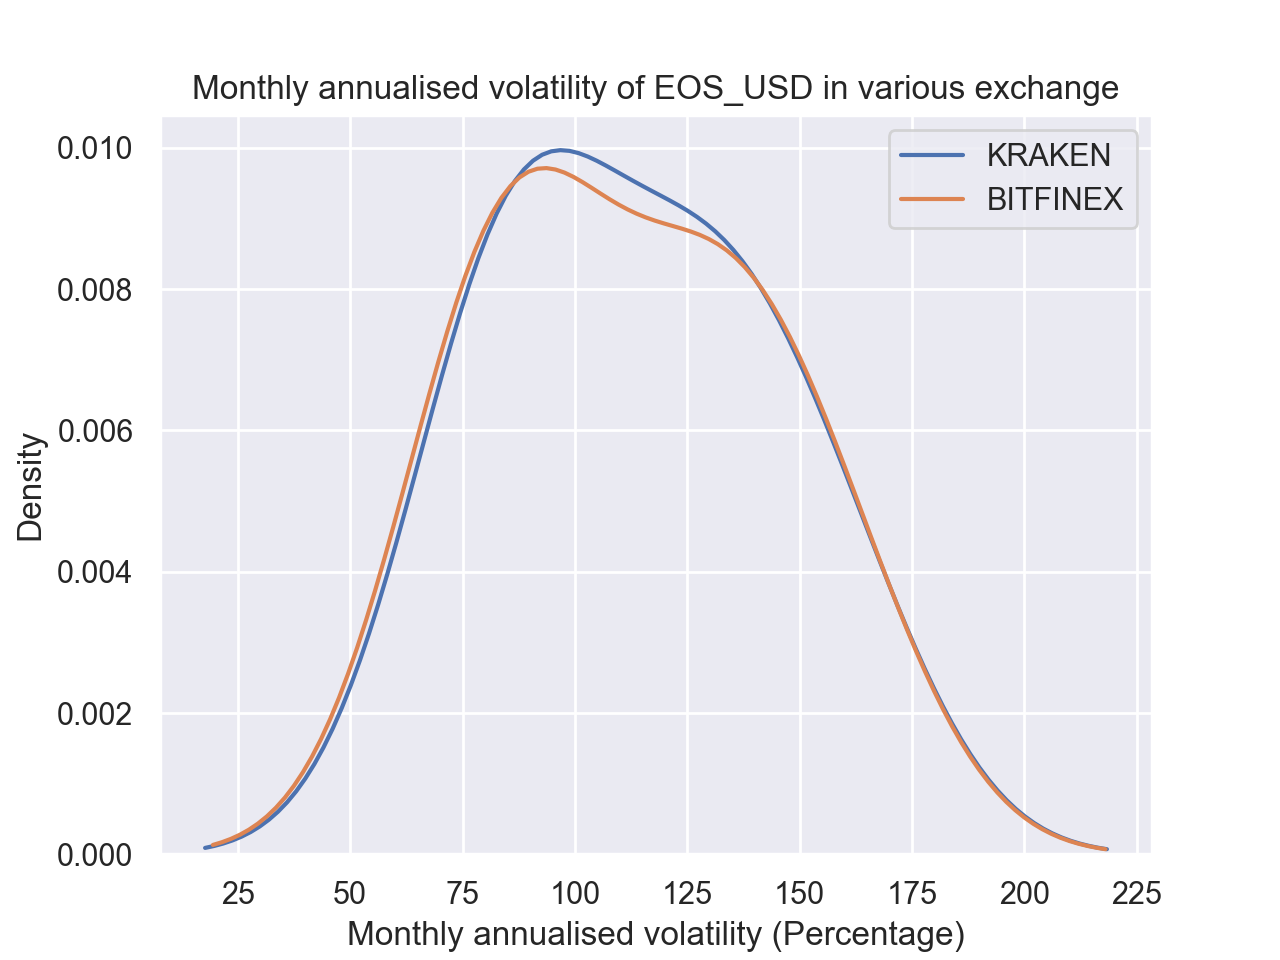 Monthly annualised volatility of EOS_USD in various exchange
KRAKEN
BITFINEX
0.010
0.008
0.006
0.004
0.002
0.000
Density
25 50 75 100 125 150 175 200 225
Monthly annualised volatility (Percentage)